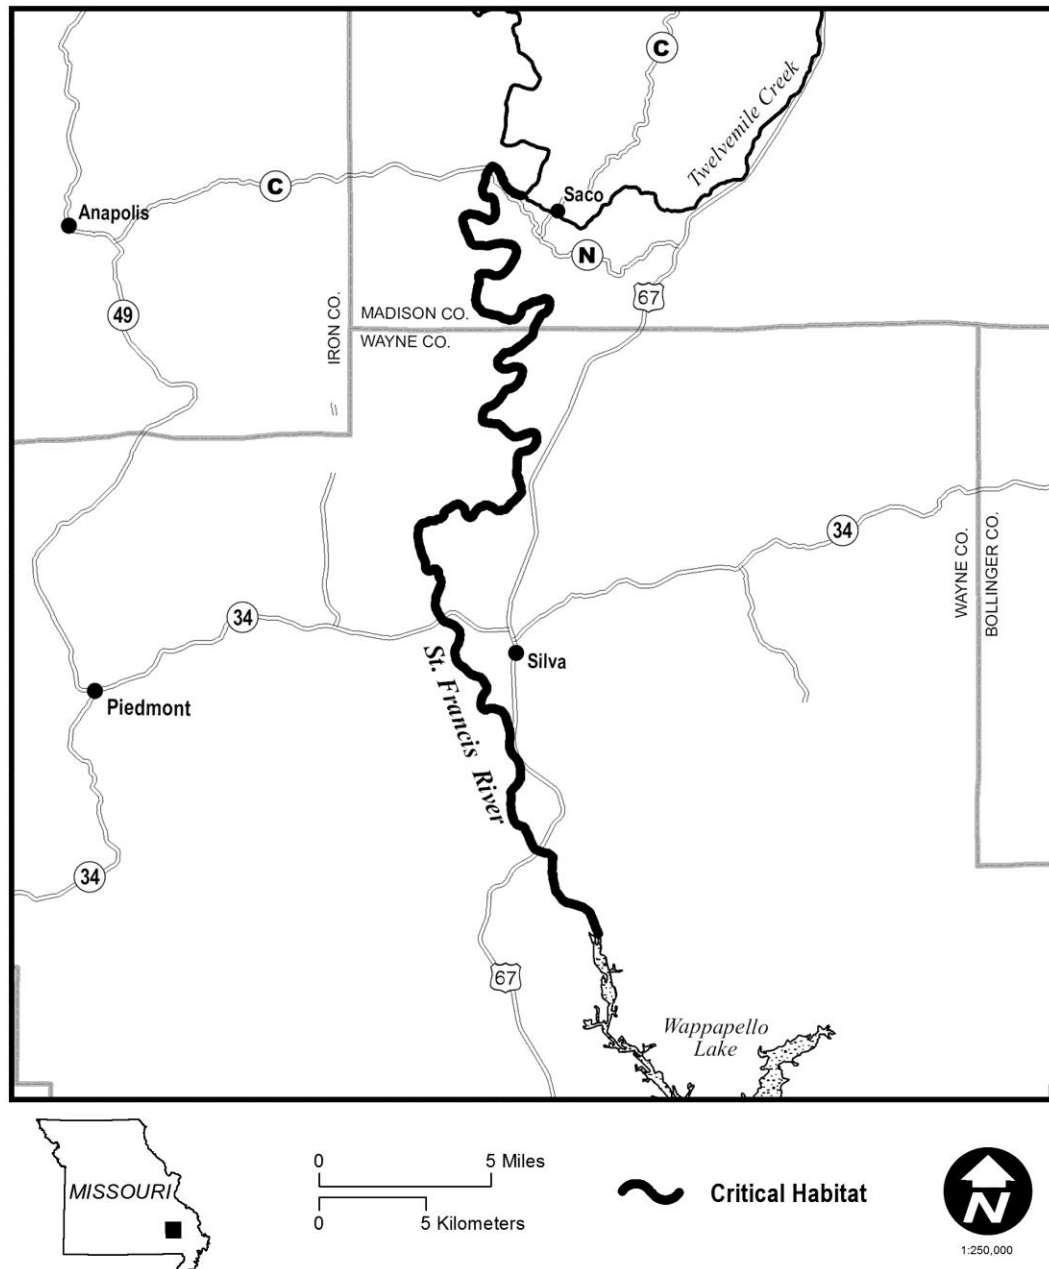 C
Twelvemile Creek
C
Saco
Anapolis
N
67
49
IRON CO.
MADISON CO.
WAYNE CO.
34
WAYNE CO.
BOLLINGER CO.
34
Silva
St. Francis River
Piedmont
34
67
Wappapello
Lake
MISSOURI
0 5 Miles
0 5 Kilometers
Critical Habitat
N
1:250,000